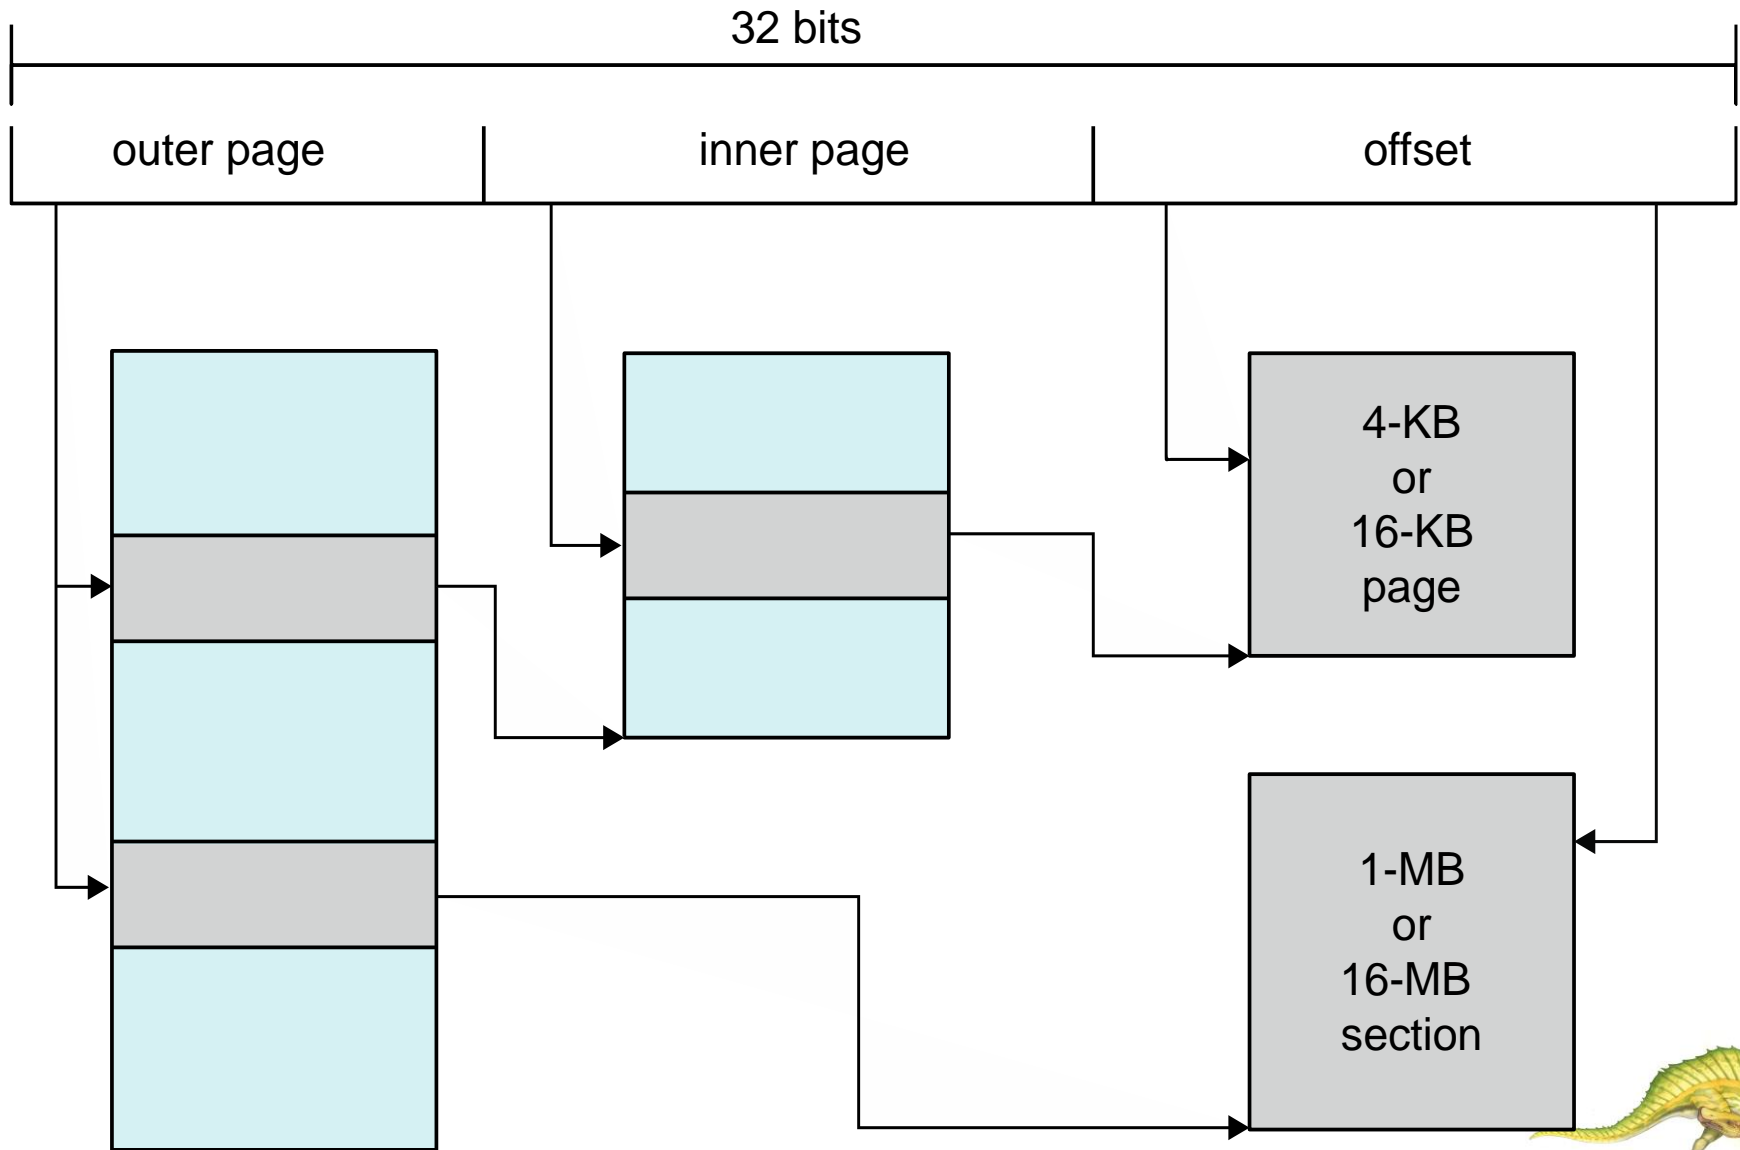 32 bits
outer page
inner page
offset
4-KB
or
16-KB
page
1-MB
or
16-MB
section